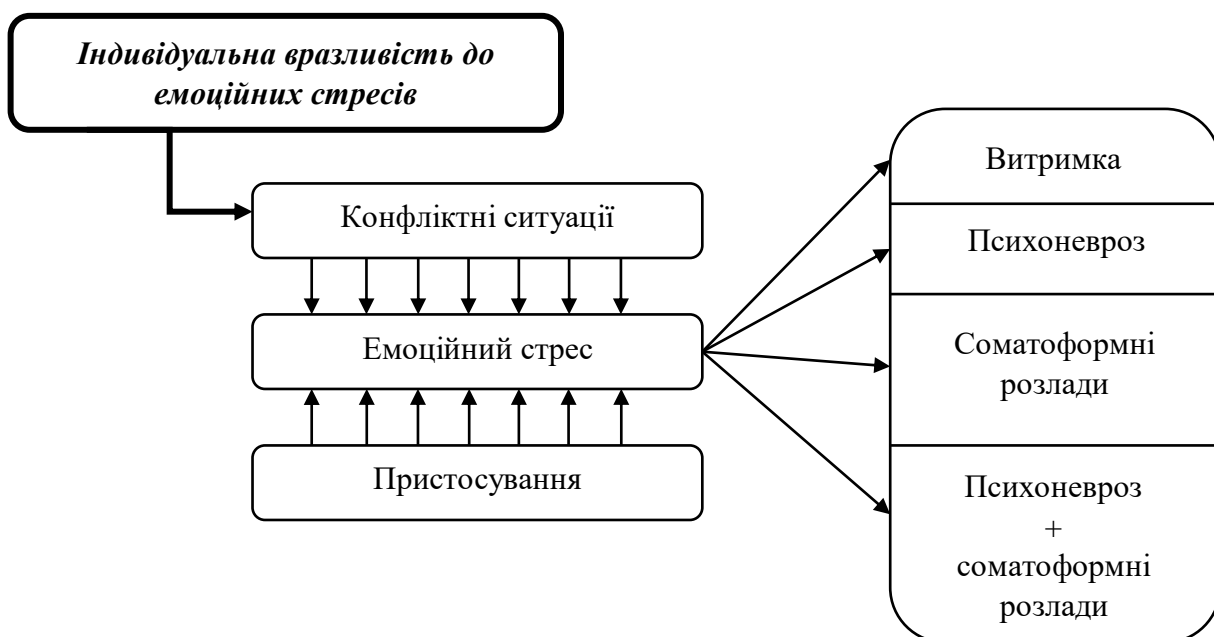 Індивідуальна вразливість до
емоційних стресів
Конфліктні ситуації
Емоційний стрес
Пристосування
Витримка
Психоневроз
Соматоформні
розлади
Психоневроз
+
соматоформні
розлади